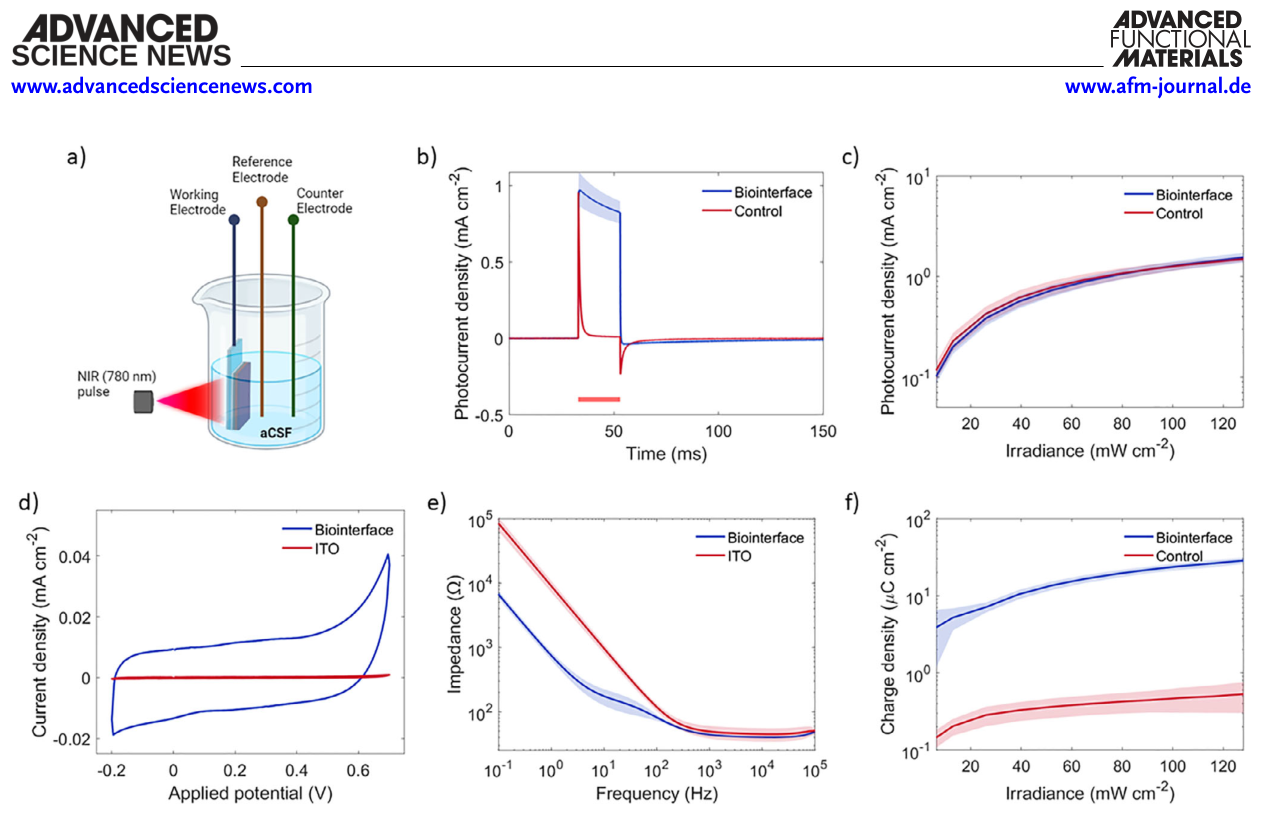 ADVANCED
SCIENCE NEWS
www.advancedsciencenews.com
ADVANCED
FUNCTIONAL
MATERIALS
www.afm-journal.de
a)
Reference
Electrode
Working
Electrode
Counter
Electrode
NIR (780 nm)
pulse
aCSF
b)
Photocurrent density (mA cm⁻²)
1
0.5
0
-0.5
Biointerface
Control
0 50 100 150
Time (ms)
c)
Photocurrent density (mA cm⁻²)
10¹
10⁰
10⁻¹
Biointerface
Control
20 40 60 80 100 120
Irradiance (mW cm⁻²)
d)
Current density (mA cm⁻²)
0.04
0.02
0
-0.02
Biointerface
ITO
-0.2 0 0.2 0.4 0.6
Applied potential (V)
e)
Impedance (Ω)
10⁵
10⁴
10³
10²
Biointerface
ITO
10⁻¹ 10⁰ 10¹ 10² 10³ 10⁴ 10⁵
Frequency (Hz)
f)
Charge density (μC cm⁻²)
10²
10¹
10⁰
10⁻¹
Biointerface
Control
20 40 60 80 100 120
Irradiance (mW cm⁻²)